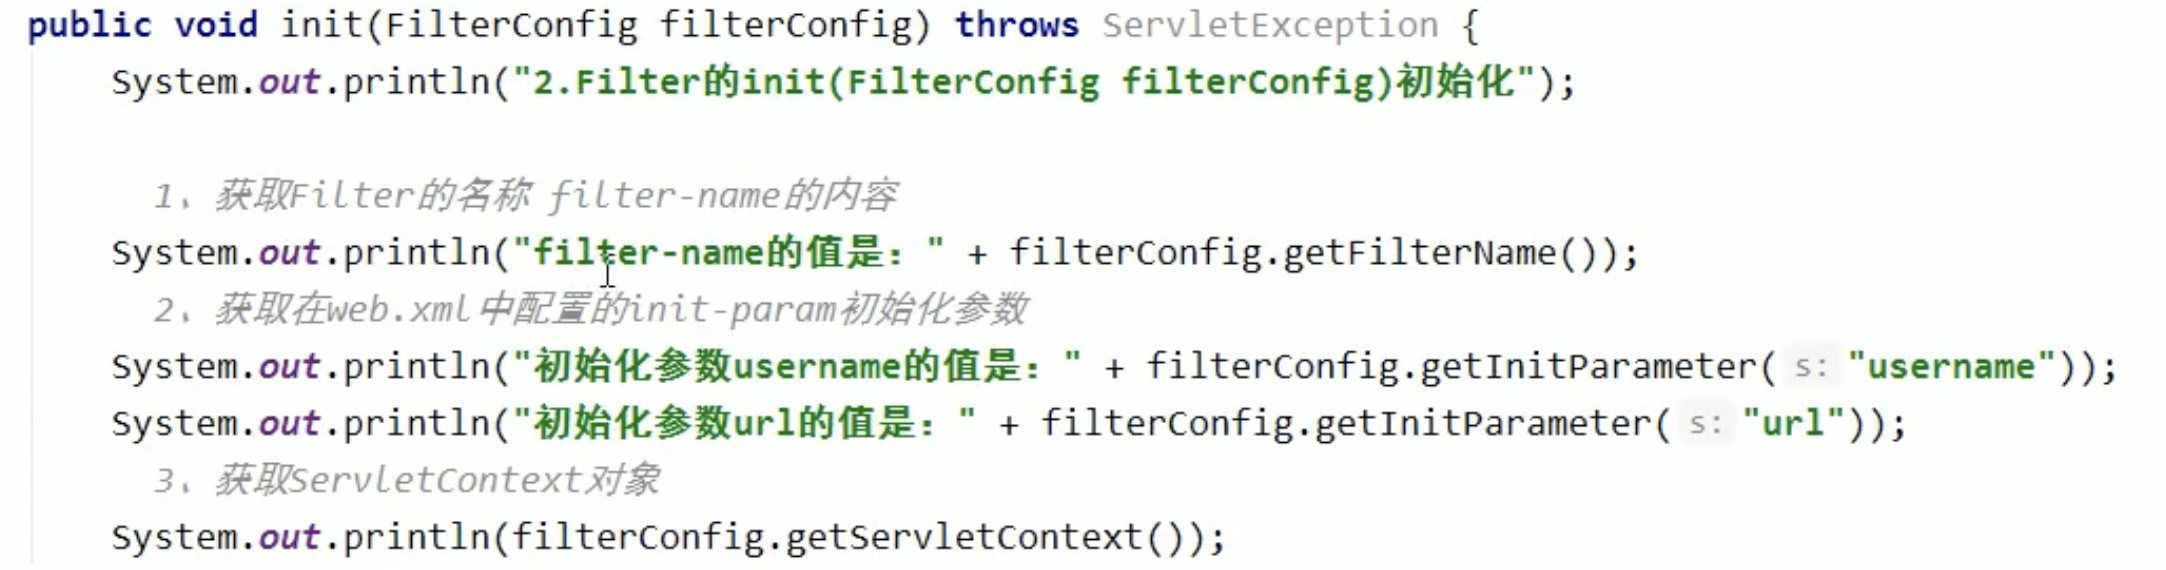 public void init(FilterConfig filterConfig) throws ServletException {
System.out.println("2.Filter的init(FilterConfig filterConfig)初始化");
1、获取Filter的名称 filter-name的内容
System.out.println("filter-name的值是：" + filterConfig.getFilterName());
2、获取在web.xml中配置的init-param初始化参数
System.out.println("初始化参数username的值是：" + filterConfig.getInitParameter( s: "username"));
System.out.println("初始化参数url的值是：" + filterConfig.getInitParameter( s: "url"));
3、获取ServletContext对象
System.out.println(filterConfig.getServletContext());